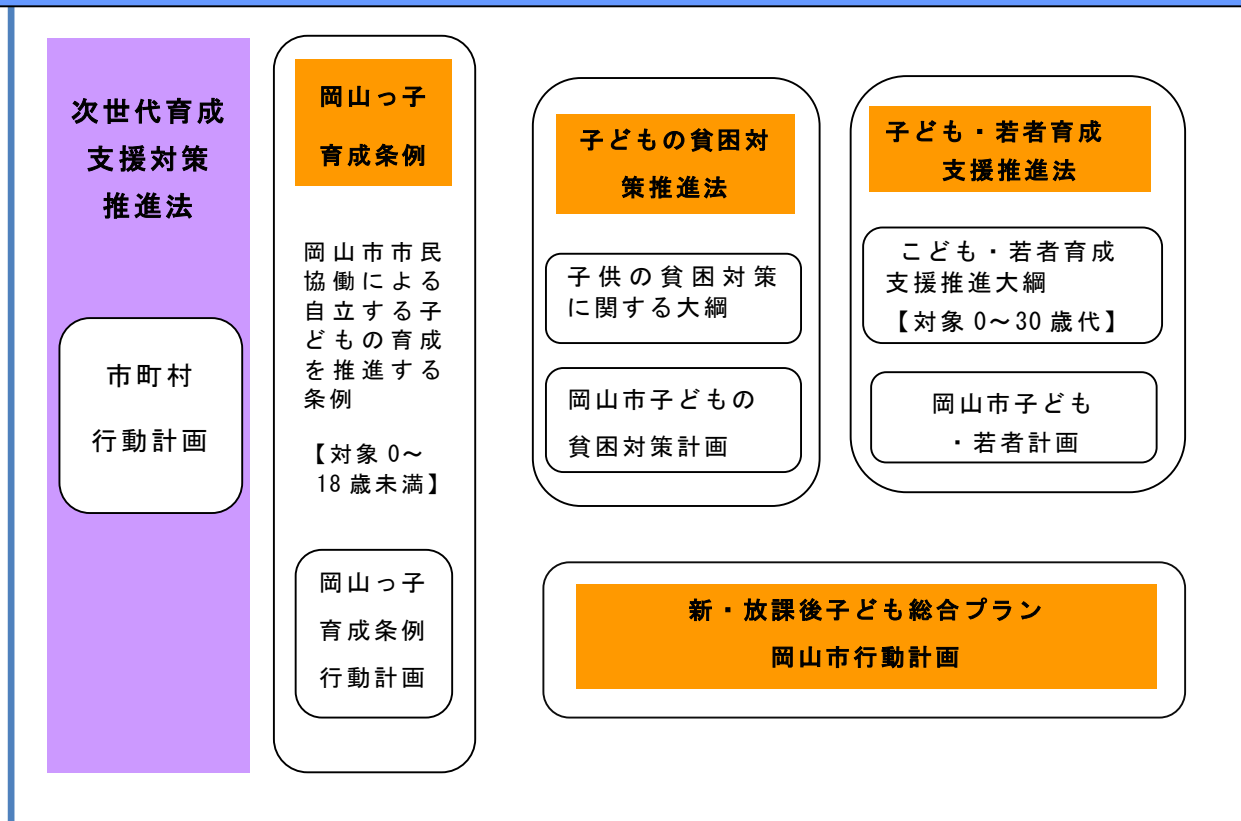 次世代育成
支援対策
推進法
市町村
行動計画
岡山っ子
育成条例
岡山市市民
協働による
自立する子
どもの育成
を推進する
条例
【対象 0～
18 歳未満】
岡山っ子
育成条例
行動計画
子どもの貧困対
策推進法
子供の貧困対策
に関する大綱
岡山市子どもの
貧困対策計画
子ども・若者育成
支援推進法
こども・若者育成
支援推進大綱
【対象 0～30 歳代】
岡山市子ども
・若者計画
新・放課後子ども総合プラン
岡山市行動計画